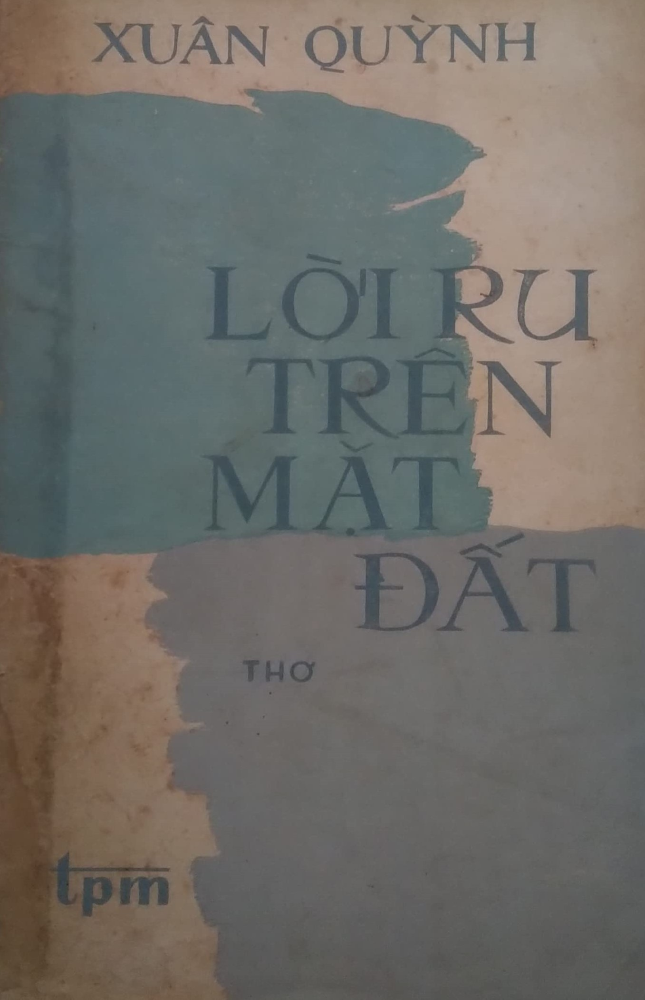 XUÂN QUỲNH
LỜI RU
TRÊN
MẶT
ĐẤT
THƠ
tpm